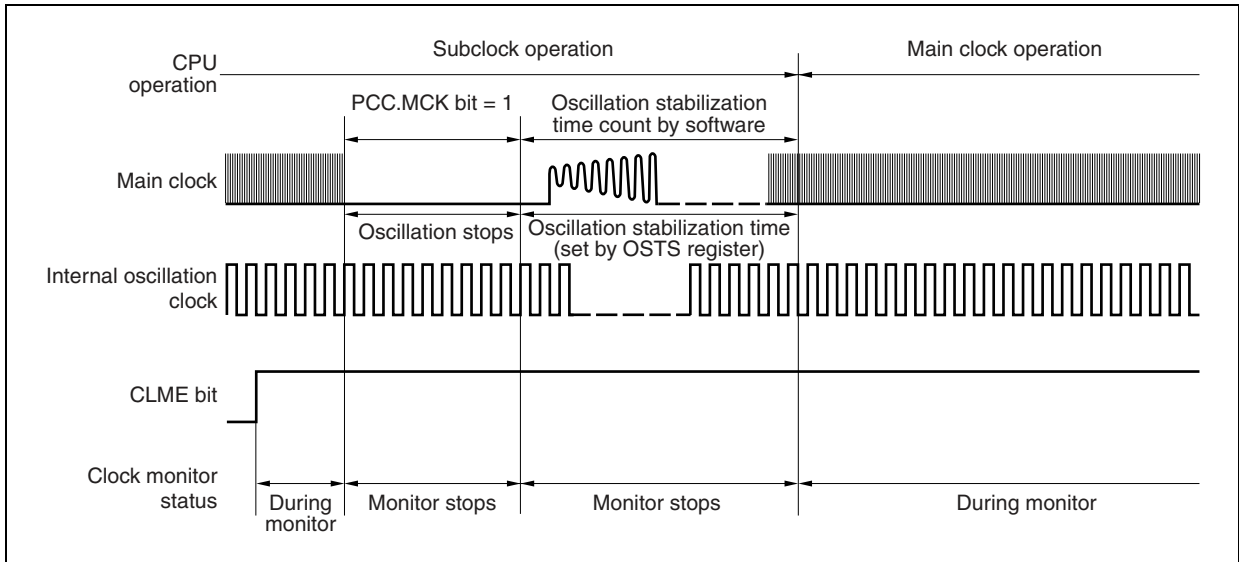 CPU
operation
Subclock operation
Main clock operation
PCC.MCK bit = 1
Oscillation stabilization
time count by software
Main clock
Oscillation stops
Oscillation stabilization time
(set by OSTS register)
Internal oscillation
clock
CLME bit
Clock monitor
status
During
monitor
Monitor stops
Monitor stops
During monitor